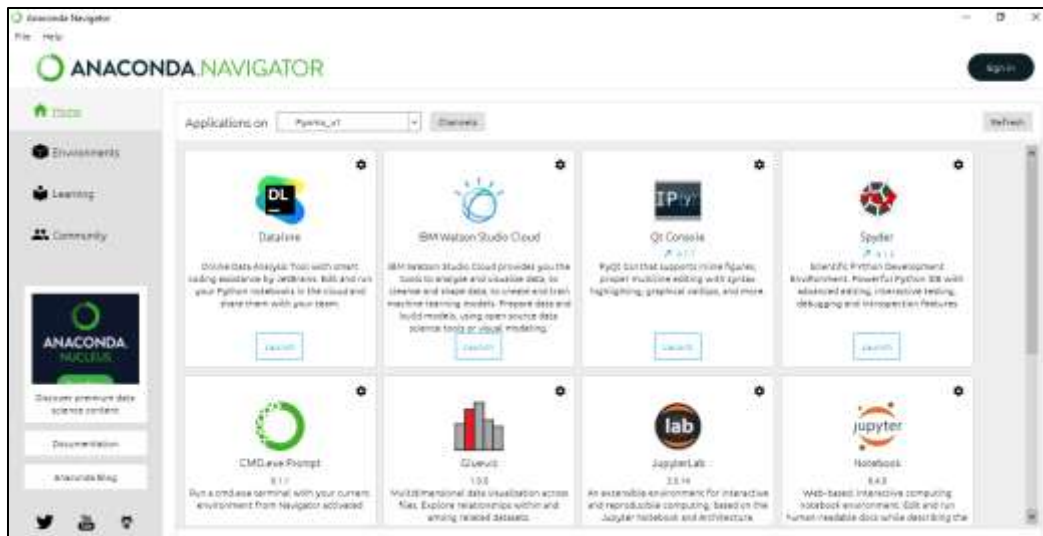 Anaconda Navigator
File Help
ANACONDA.NAVIGATOR
Sign in
Home
Environments
Learning
Community
ANACONDA.
NUCLEUS
Discover premium data
science content
Documentation
Anaconda Blog
Applications on
Channels
Refresh
DL
Datalore
Online Data Analysis Tool with smart
coding assistance by JetBrains. Edit and run
your Python notebooks in the cloud and
share them with your team.
Launch
IBM Watson Studio Cloud
IBM Watson Studio Cloud provides you the
tools to analyze and visualize data, to
cleanse and shape data, to create and train
machine learning models. Prepare data and
build models, using open source data
science tools or visual modeling.
Launch
IP[y]:
Qt Console
PyQt GUI that supports inline figures,
proper multiline editing with syntax
highlighting, graphical calltips, and more.
Launch
Spyder
Scientific PYthon Development
EnviRonment. Powerful Python IDE with
advanced editing, interactive testing,
debugging and introspection features
Launch
CMD.exe Prompt
0.1.1
Run a cmd.exe terminal with your current
environment from Navigator activated
Glueviz
1.0.0
Multidimensional data visualization across
files. Explore relationships within and
among related datasets.
lab
JupyterLab
An extensible environment for interactive
and reproducible computing, based on the
Jupyter Notebook and Architecture.
jupyter
Notebook
Web-based, interactive computing
notebook environment. Edit and run
human-readable docs while describing the